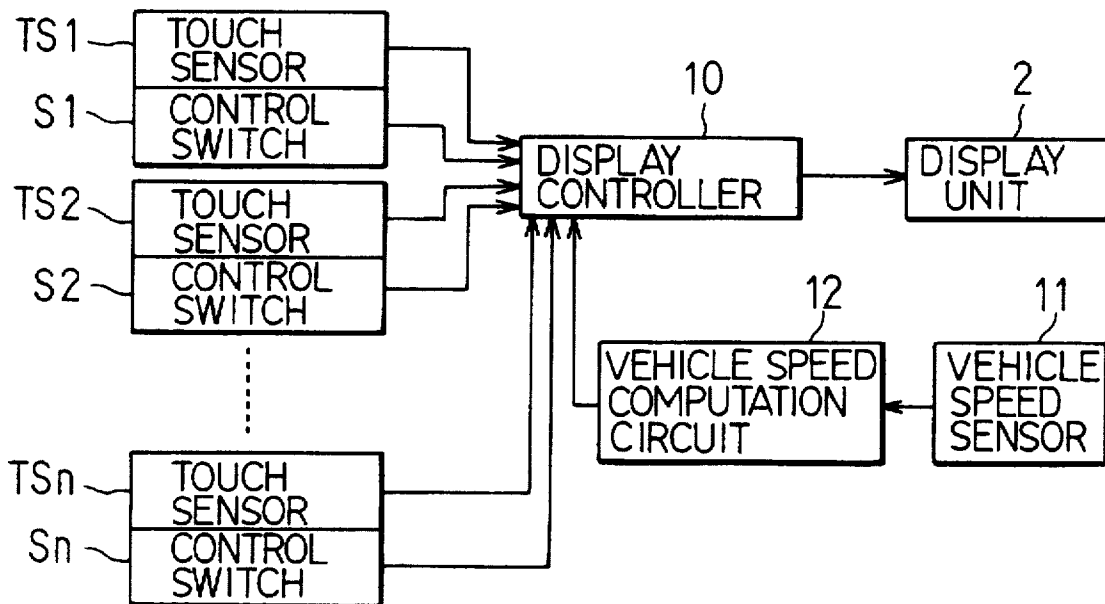 TS1
TOUCH
SENSOR
S1
CONTROL
SWITCH
TS2
TOUCH
SENSOR
S2
CONTROL
SWITCH
TSn
TOUCH
SENSOR
Sn
CONTROL
SWITCH
10
DISPLAY
CONTROLLER
2
DISPLAY
UNIT
12
VEHICLE SPEED
COMPUTATION
CIRCUIT
11
VEHICLE
SPEED
SENSOR